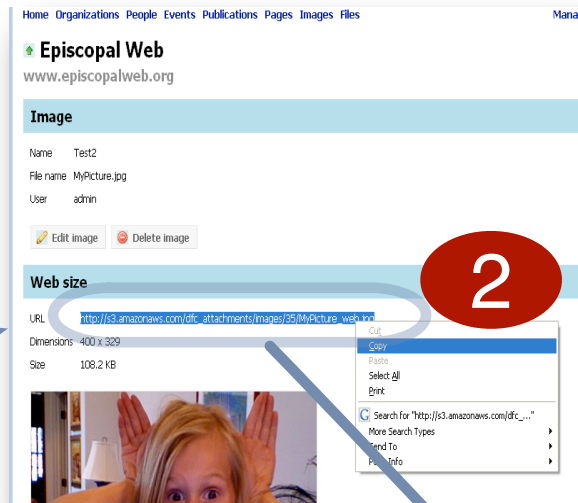 Home Organizations People Events Publications Pages Images Files Mana
Episcopal Web
www.episcopalweb.org
Image
Name Test2
File name MyPicture.jpg
User admin
Edit image Delete image
Web size
2
URL http://s3.amazonaws.com/dfc_attachments/images/35/MyPicture_web.jpg
Cut
Dimensions 400 x 329
Copy
Paste
Size 108.2 KB
Select All
Print
G Search for "http://s3.amazonaws.com/dfc_..."
More Search Types
Send To
Info